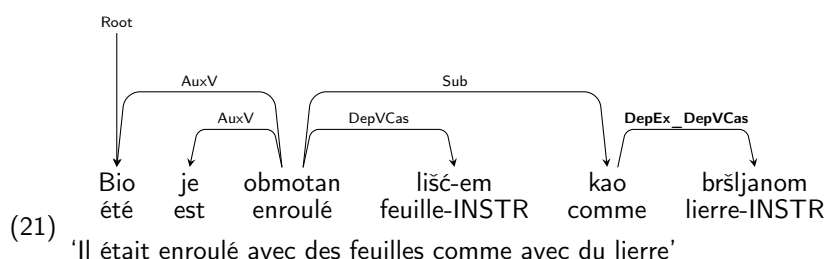 Root
AuxV Sub
AuxV DepVCas DepEx_DepVCas
Bio je obmotan lišć-em kao bršljanom
été est enroulé feuille-INSTR comme lierre-INSTR
(21)
‘Il était enroulé avec des feuilles comme avec du lierre’